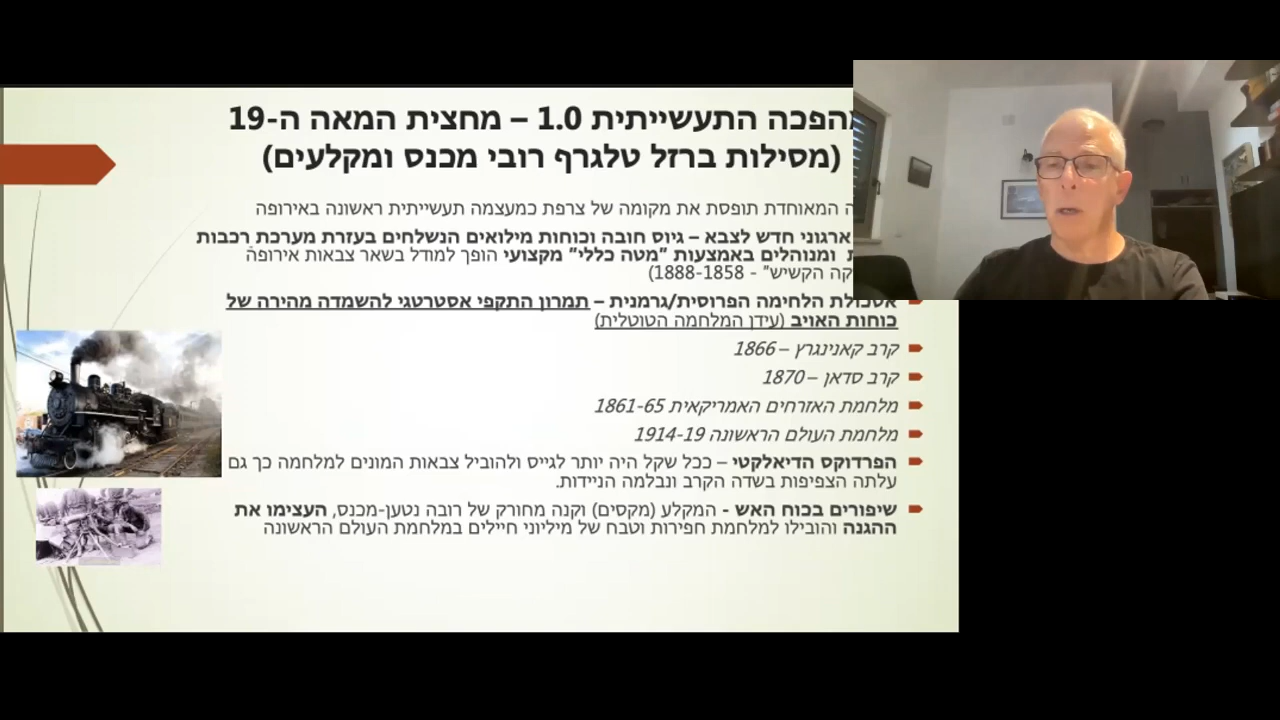 התעשייתית 1.0 – מחצית המאה ה-19
(מסילות ברזל טלגרף רובי מכנס ומקלעים)
המאוחדת תופסת את מקומה של צרפת כמעצמה תעשייתית ראשונה באירופה
ארגוני חדש לצבא – גיוס חובה וכוחות מילואים הנשלחים בעזרת מערכת רכבות
ומנוהלים באמצעות "מטה כללי" מקצועי הופך למודל בשאר צבאות אירופה
הקשיש" - 1888-1858)
אסכולת הלחימה הפרוסית/גרמנית – תמרון התקפי אסטרטגי להשמדה מהירה של
כוחות האויב (עידן המלחמה הטוטלית)
קרב קאנינגרץ – 1866
קרב סדאן – 1870
מלחמת האזרחים האמריקאית 1861-65
מלחמת העולם הראשונה 1914-19
הפרדוקס הדיאלקטי – ככל שקל היה יותר לגייס ולהוביל צבאות המונים למלחמה כך גם
עלתה הצפיפות בשדה הקרב ונבלמה הניידות.
שיפורים בכוח האש - המקלע (מקסים) וקנה מחורק של רובה נטען-מכנס, העצימו את
ההגנה והובילו למלחמת חפירות וטבח של מיליוני חיילים במלחמת העולם הראשונה